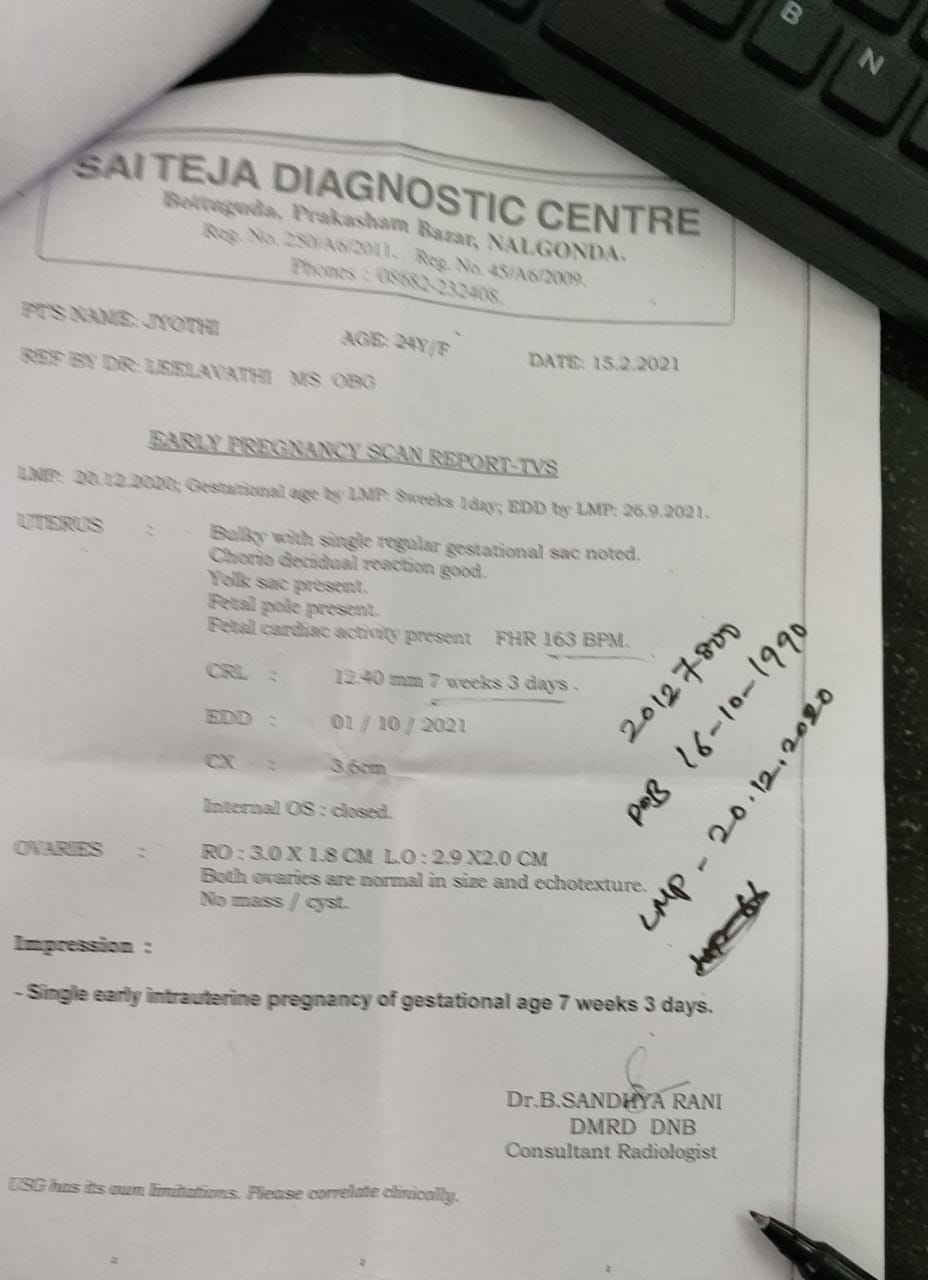 SAI TEJA DIAGNOSTIC CENTRE
Bottuguda, Prakasham Bazar, NALGONDA.
Reg. No. 250/A6/2011, Reg. No. 45/A6/2009.
Phones : 08682-232408.
PT'S NAME: JYOTHI AGE: 24Y/F DATE: 15.2.2021
REF BY DR: LEELAVATHI MS OBG
EARLY PREGNANCY SCAN REPORT-TVS
LMP: 20.12.2020; Gestational age by LMP: 8weeks 1day; EDD by LMP: 26.9.2021.
UTERUS : Bulky with single regular gestational sac noted.
Chorio decidual reaction good.
Yolk sac present.
Fetal pole present.
Fetal cardiac activity present FHR 163 BPM.
CRL : 12.40 mm 7 weeks 3 days .
EDD : 01 / 10 / 2021
CX : 3.6cm
Internal OS : closed.
OVARIES : RO : 3.0 X 1.8 CM L.O : 2.9 X2.0 CM
Both ovaries are normal in size and echotexture.
No mass / cyst.
20127800
DOB 16-10-1990
LMP - 20.12.2020
Impression :
- Single early intrauterine pregnancy of gestational age 7 weeks 3 days.
Dr.B.SANDHYA RANI
DMRD DNB
Consultant Radiologist
USG has its own limitations. Please correlate clinically.
B
N